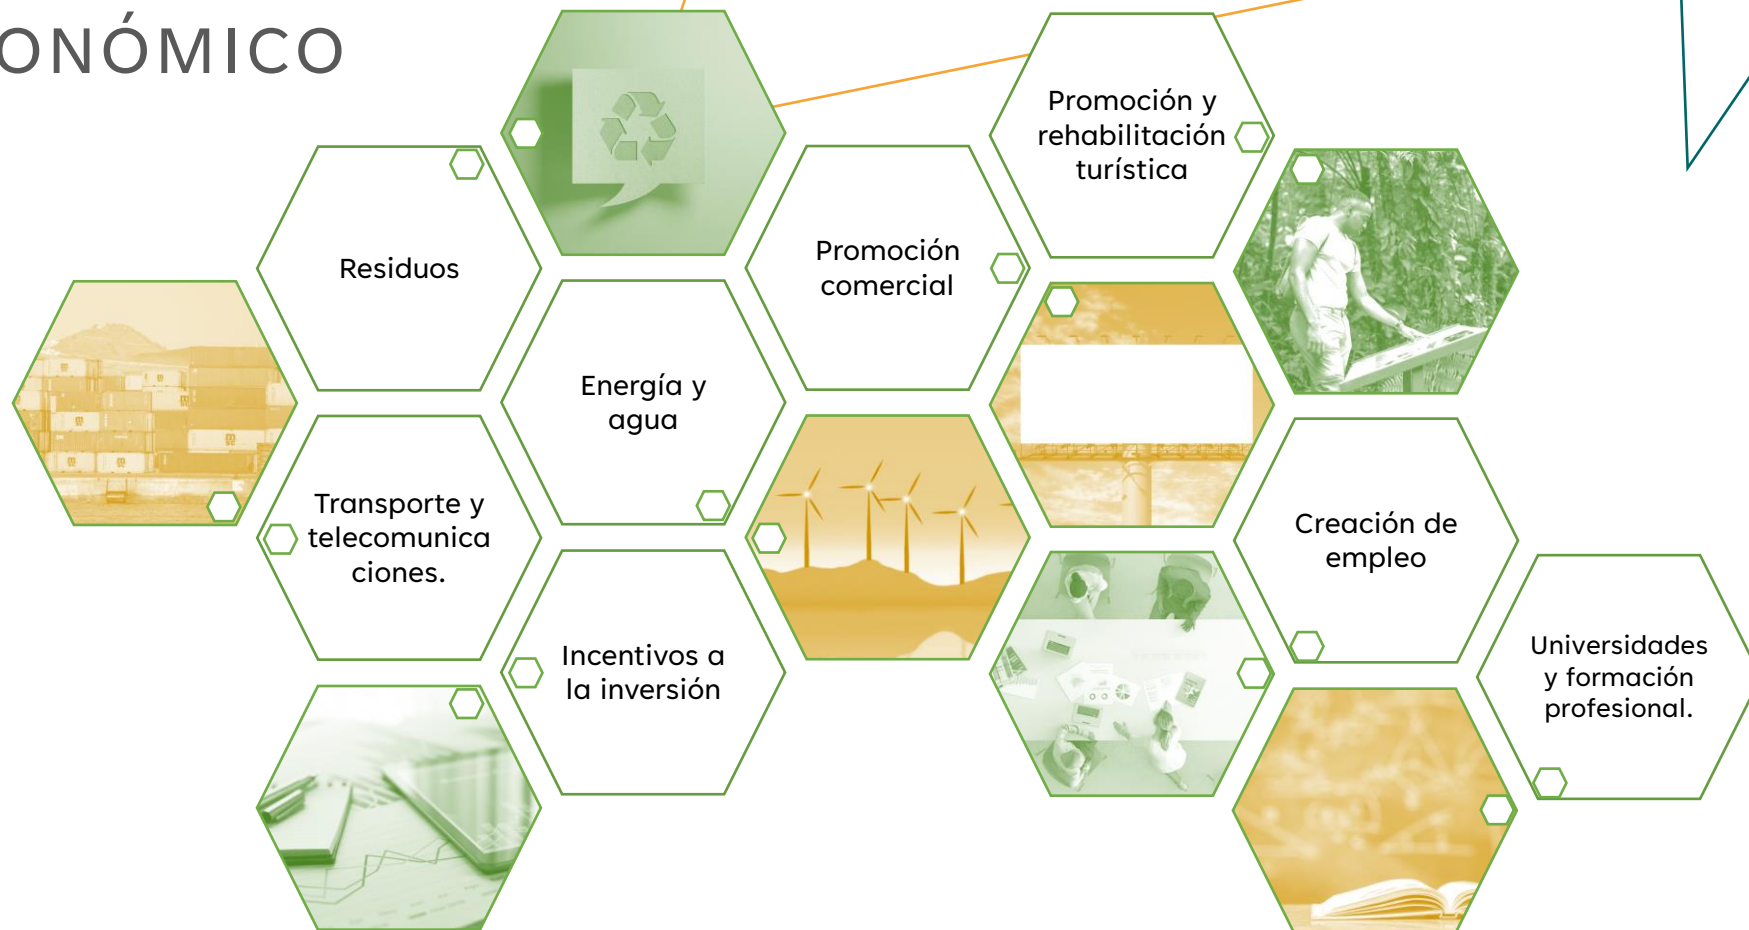 ONÓMICO
Promoción y
rehabilitación
turística
Residuos
Promoción
comercial
Energía y
agua
Transporte y
telecomunica
ciones.
Creación de
empleo
Incentivos a
la inversión
Universidades
y formación
profesional.